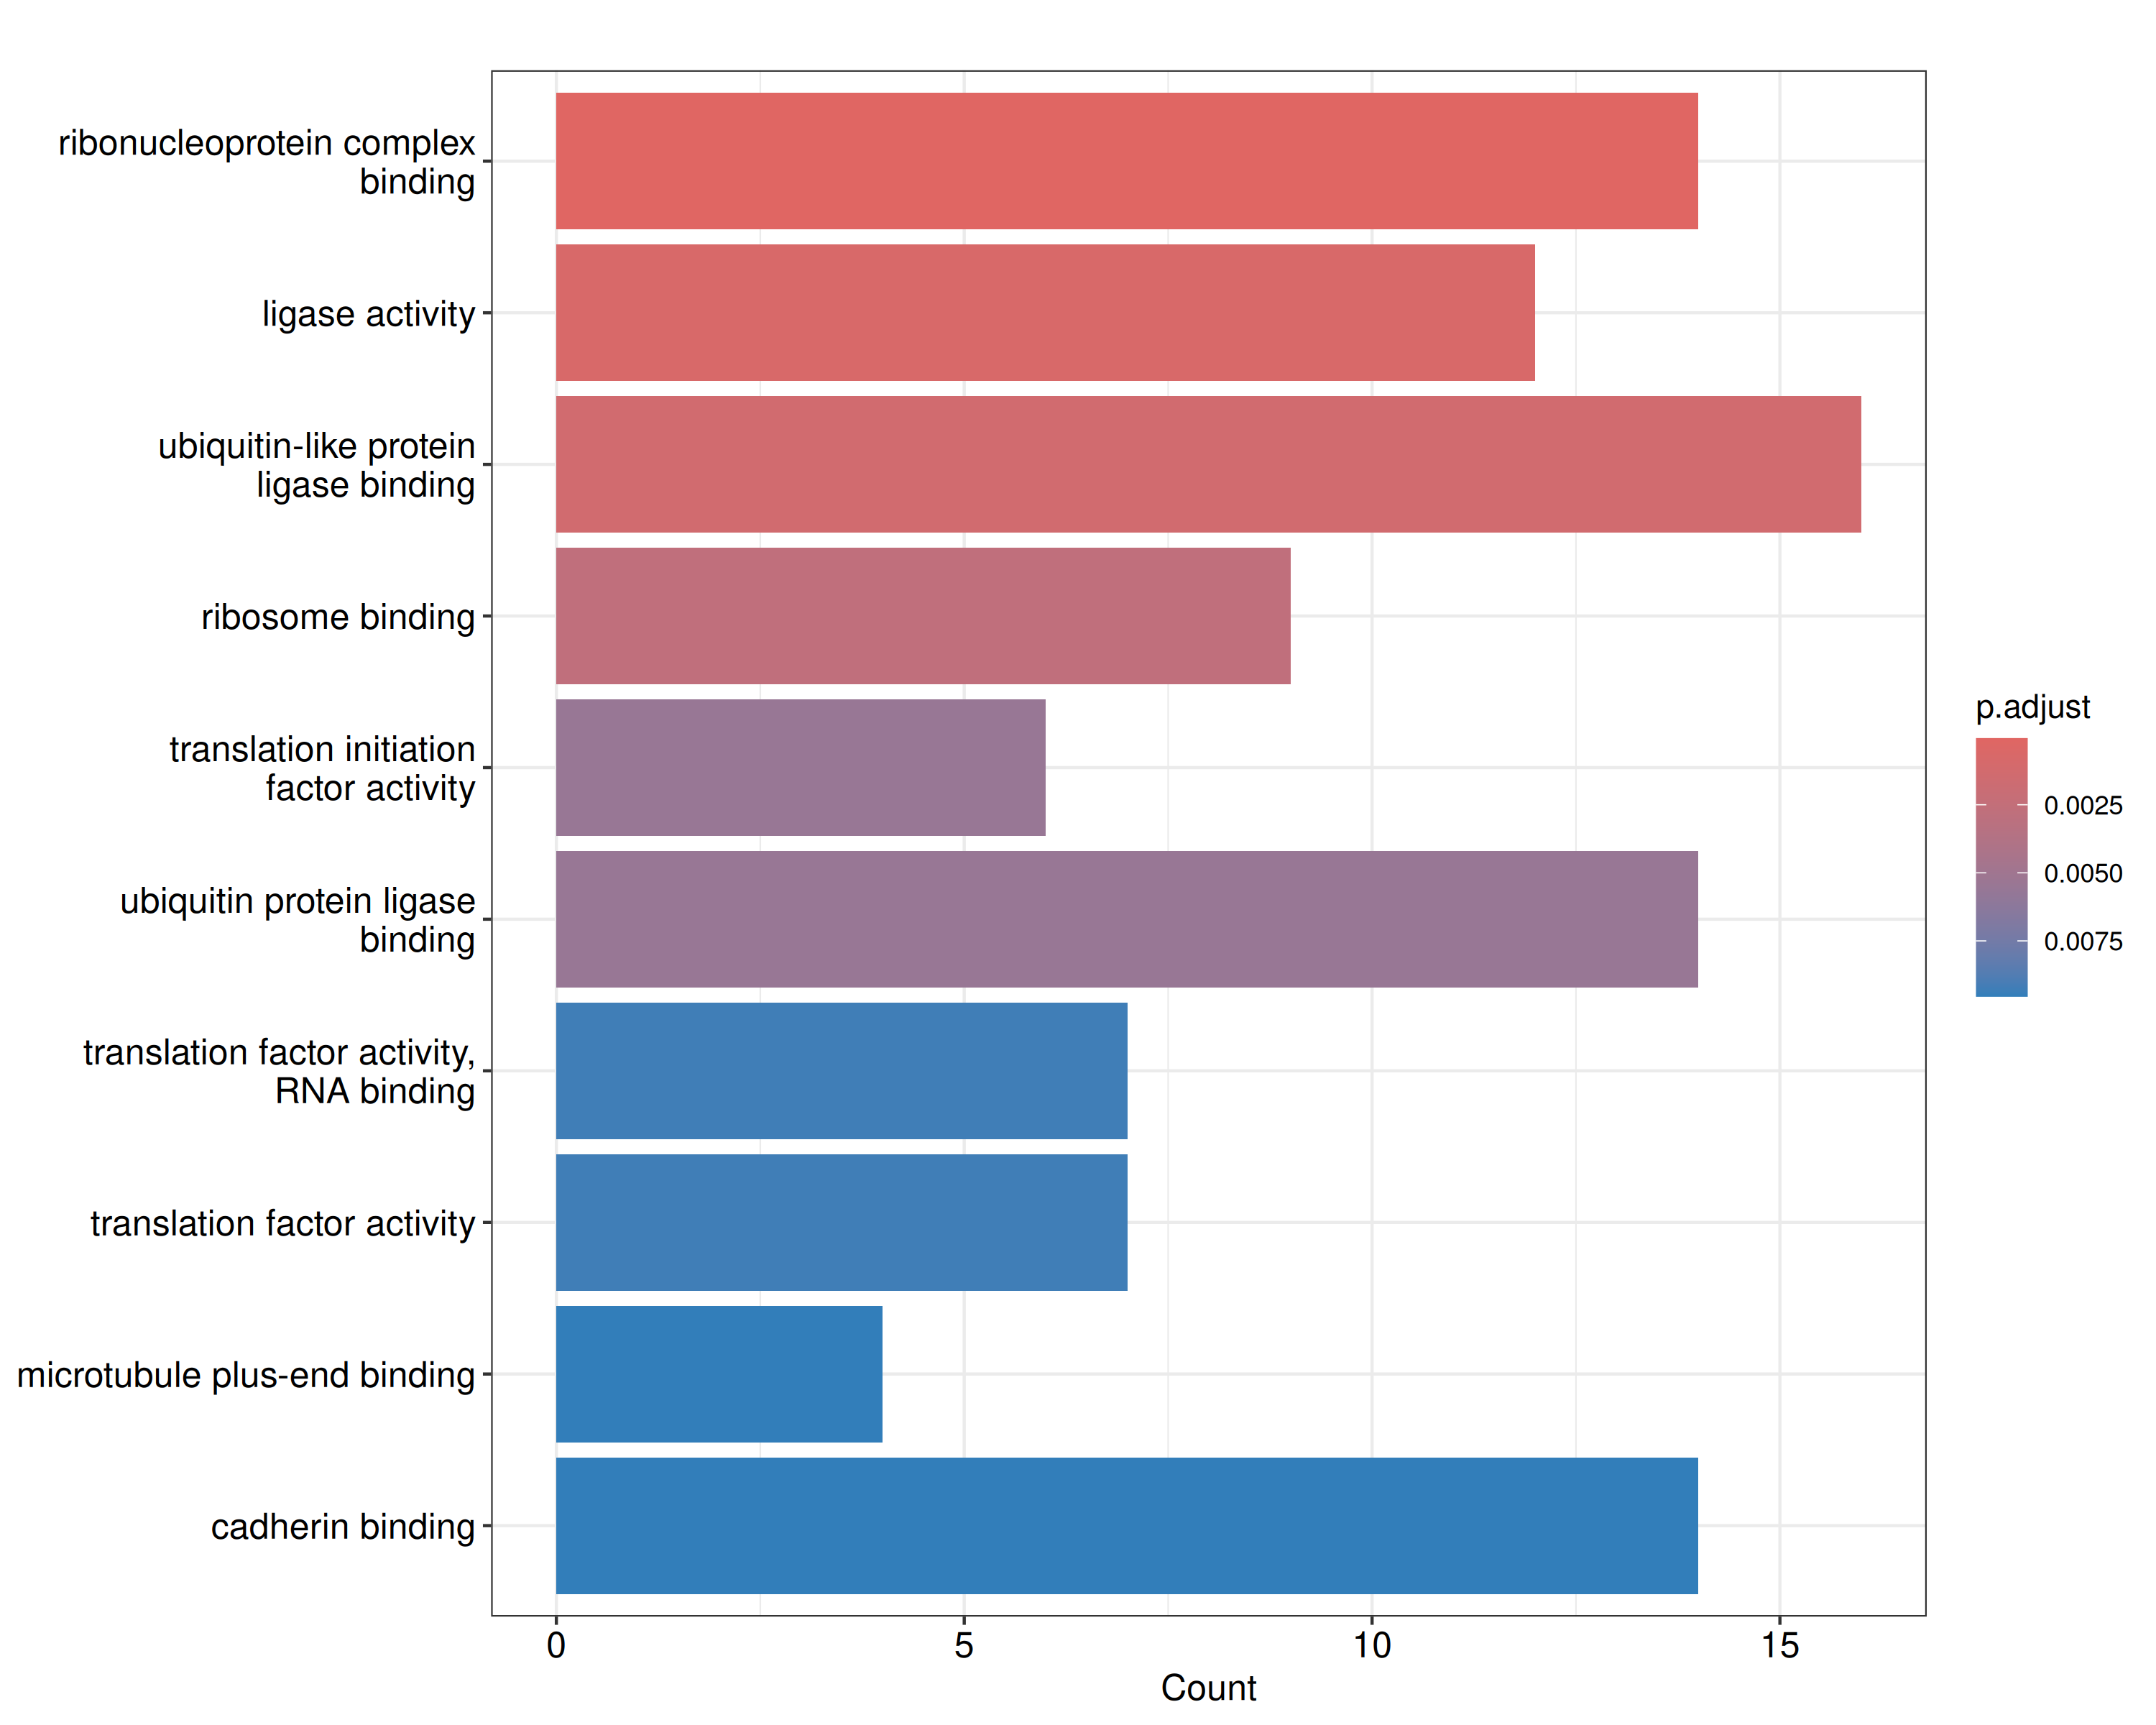 ribonucleoprotein complex
binding
ligase activity
ubiquitin-like protein
ligase binding
ribosome binding
translation initiation
factor activity
ubiquitin protein ligase
binding
translation factor activity,
RNA binding
translation factor activity
microtubule plus-end binding
cadherin binding
0
5
10
15
Count
p.adjust
0.0025
0.0050
0.0075